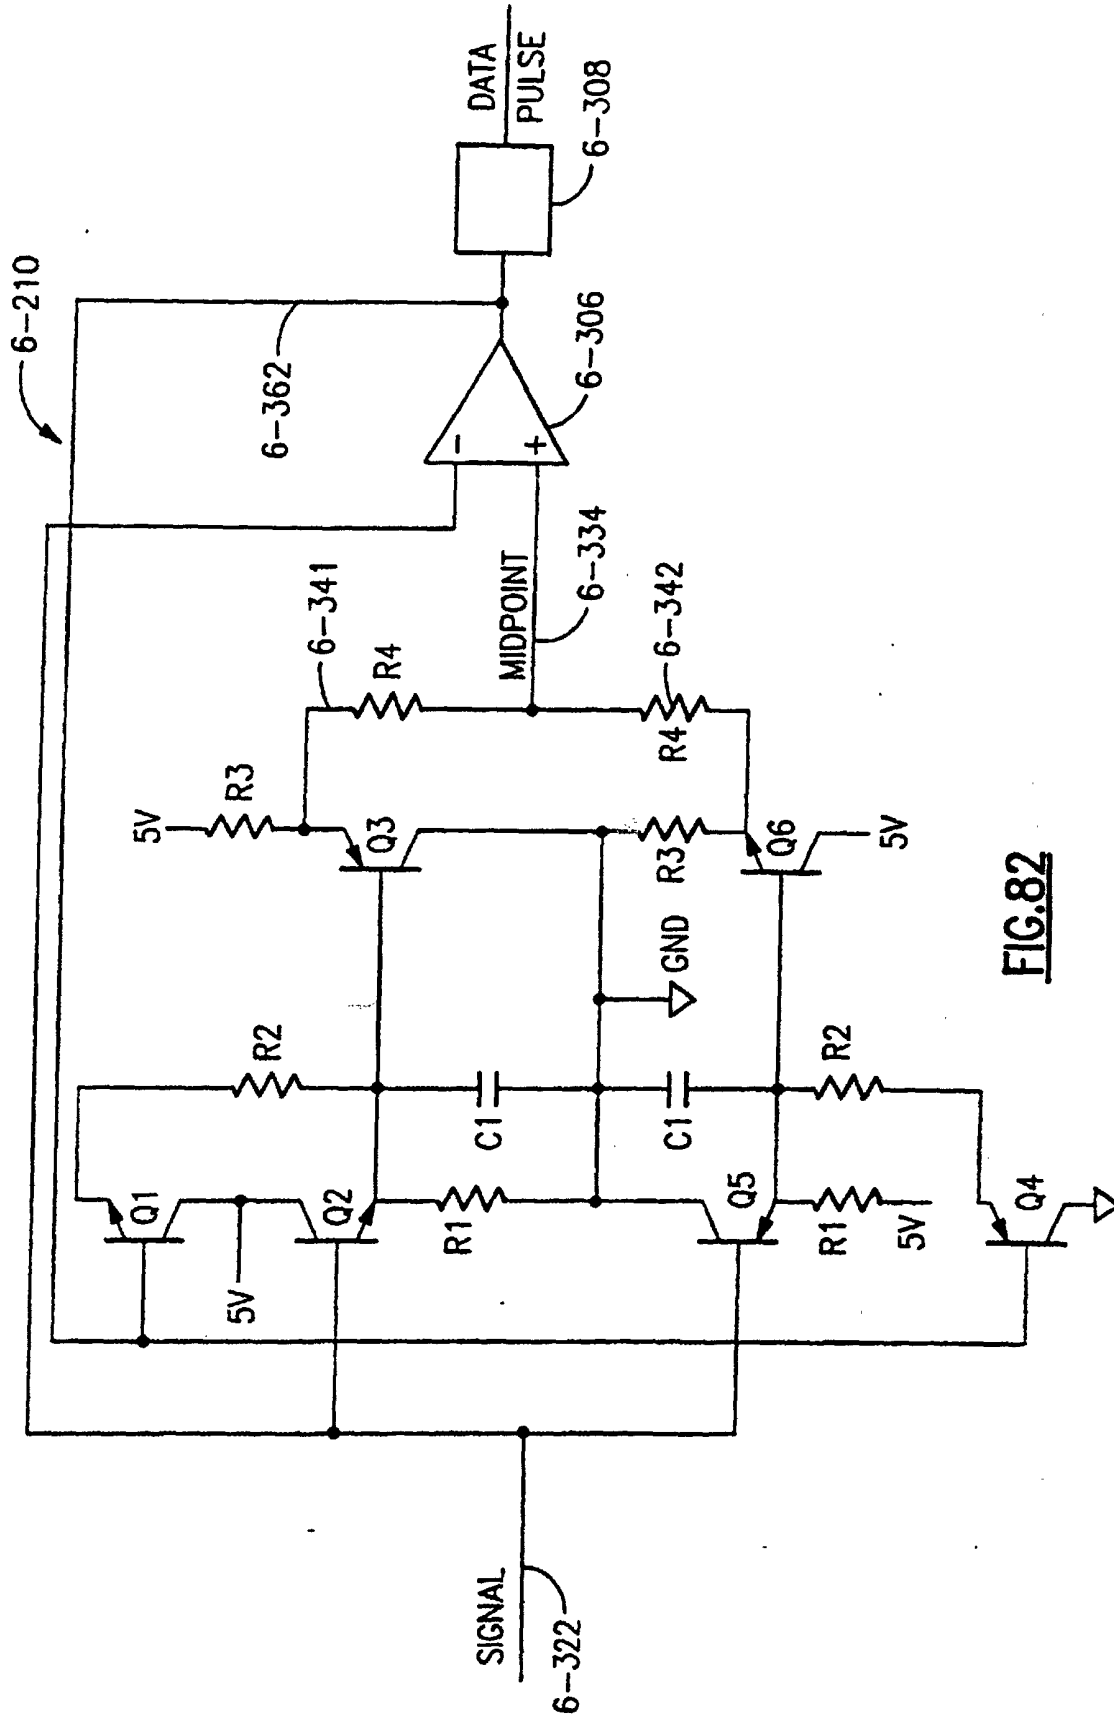 6-210
DATA
PULSE
6-308
6-362
6-306
-
+
6-341
MIDPOINT
6-334
R4
6-342
R4
5V
R3
Q3
R3
Q6
5V
GND
R2
C1
C1
R2
Q1
5V
Q2
R1
Q5
R1
5V
Q4
SIGNAL
6-322
FIG.82